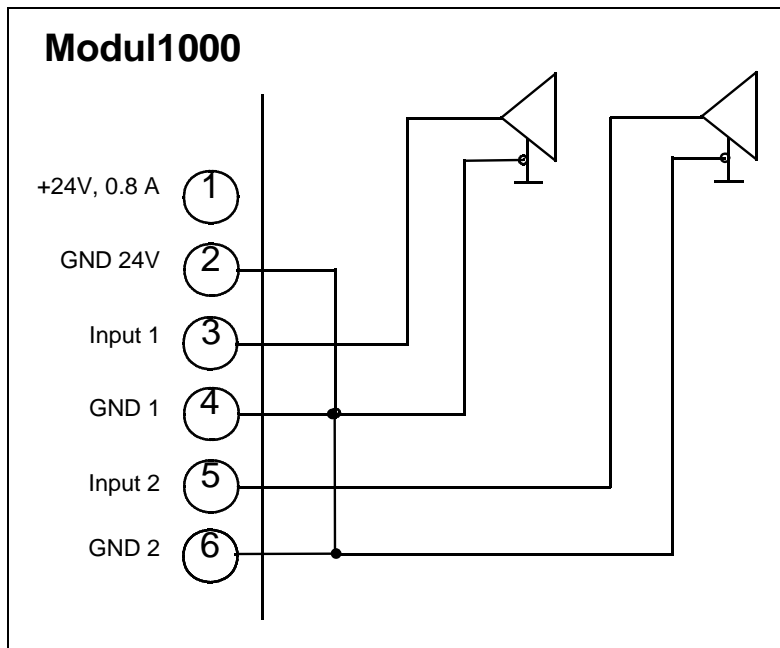 Modul1000
+24V, 0.8 A 1
GND 24V 2
Input 1 3
GND 1 4
Input 2 5
GND 2 6